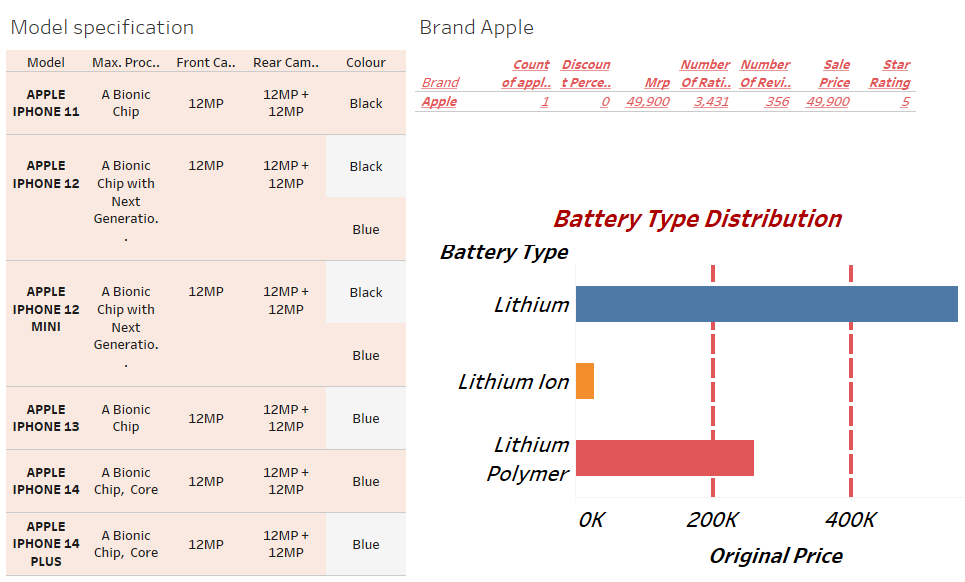 Model specification
Model Max. Proc.. Front Ca.. Rear Cam.. Colour
APPLE IPHONE 11 A Bionic Chip 12MP 12MP + 12MP Black
APPLE IPHONE 12 A Bionic Chip with Next Generatio.. 12MP 12MP + 12MP Black
Blue
APPLE IPHONE 12 MINI A Bionic Chip with Next Generatio.. 12MP 12MP + 12MP Black
Blue
APPLE IPHONE 13 A Bionic Chip 12MP 12MP + 12MP Blue
APPLE IPHONE 14 A Bionic Chip, Core 12MP 12MP + 12MP Blue
APPLE IPHONE 14 PLUS A Bionic Chip, Core 12MP 12MP + 12MP Blue
Brand Apple
Brand Count of appl.. Discoun t Perce.. Mrp Number Of Rati.. Number Of Revi.. Sale Price Star Rating
Apple 1 0 49,900 3,431 356 49,900 5
Battery Type Distribution
Battery Type
Lithium
Lithium Ion
Lithium
Polymer
0K 200K 400K
Original Price